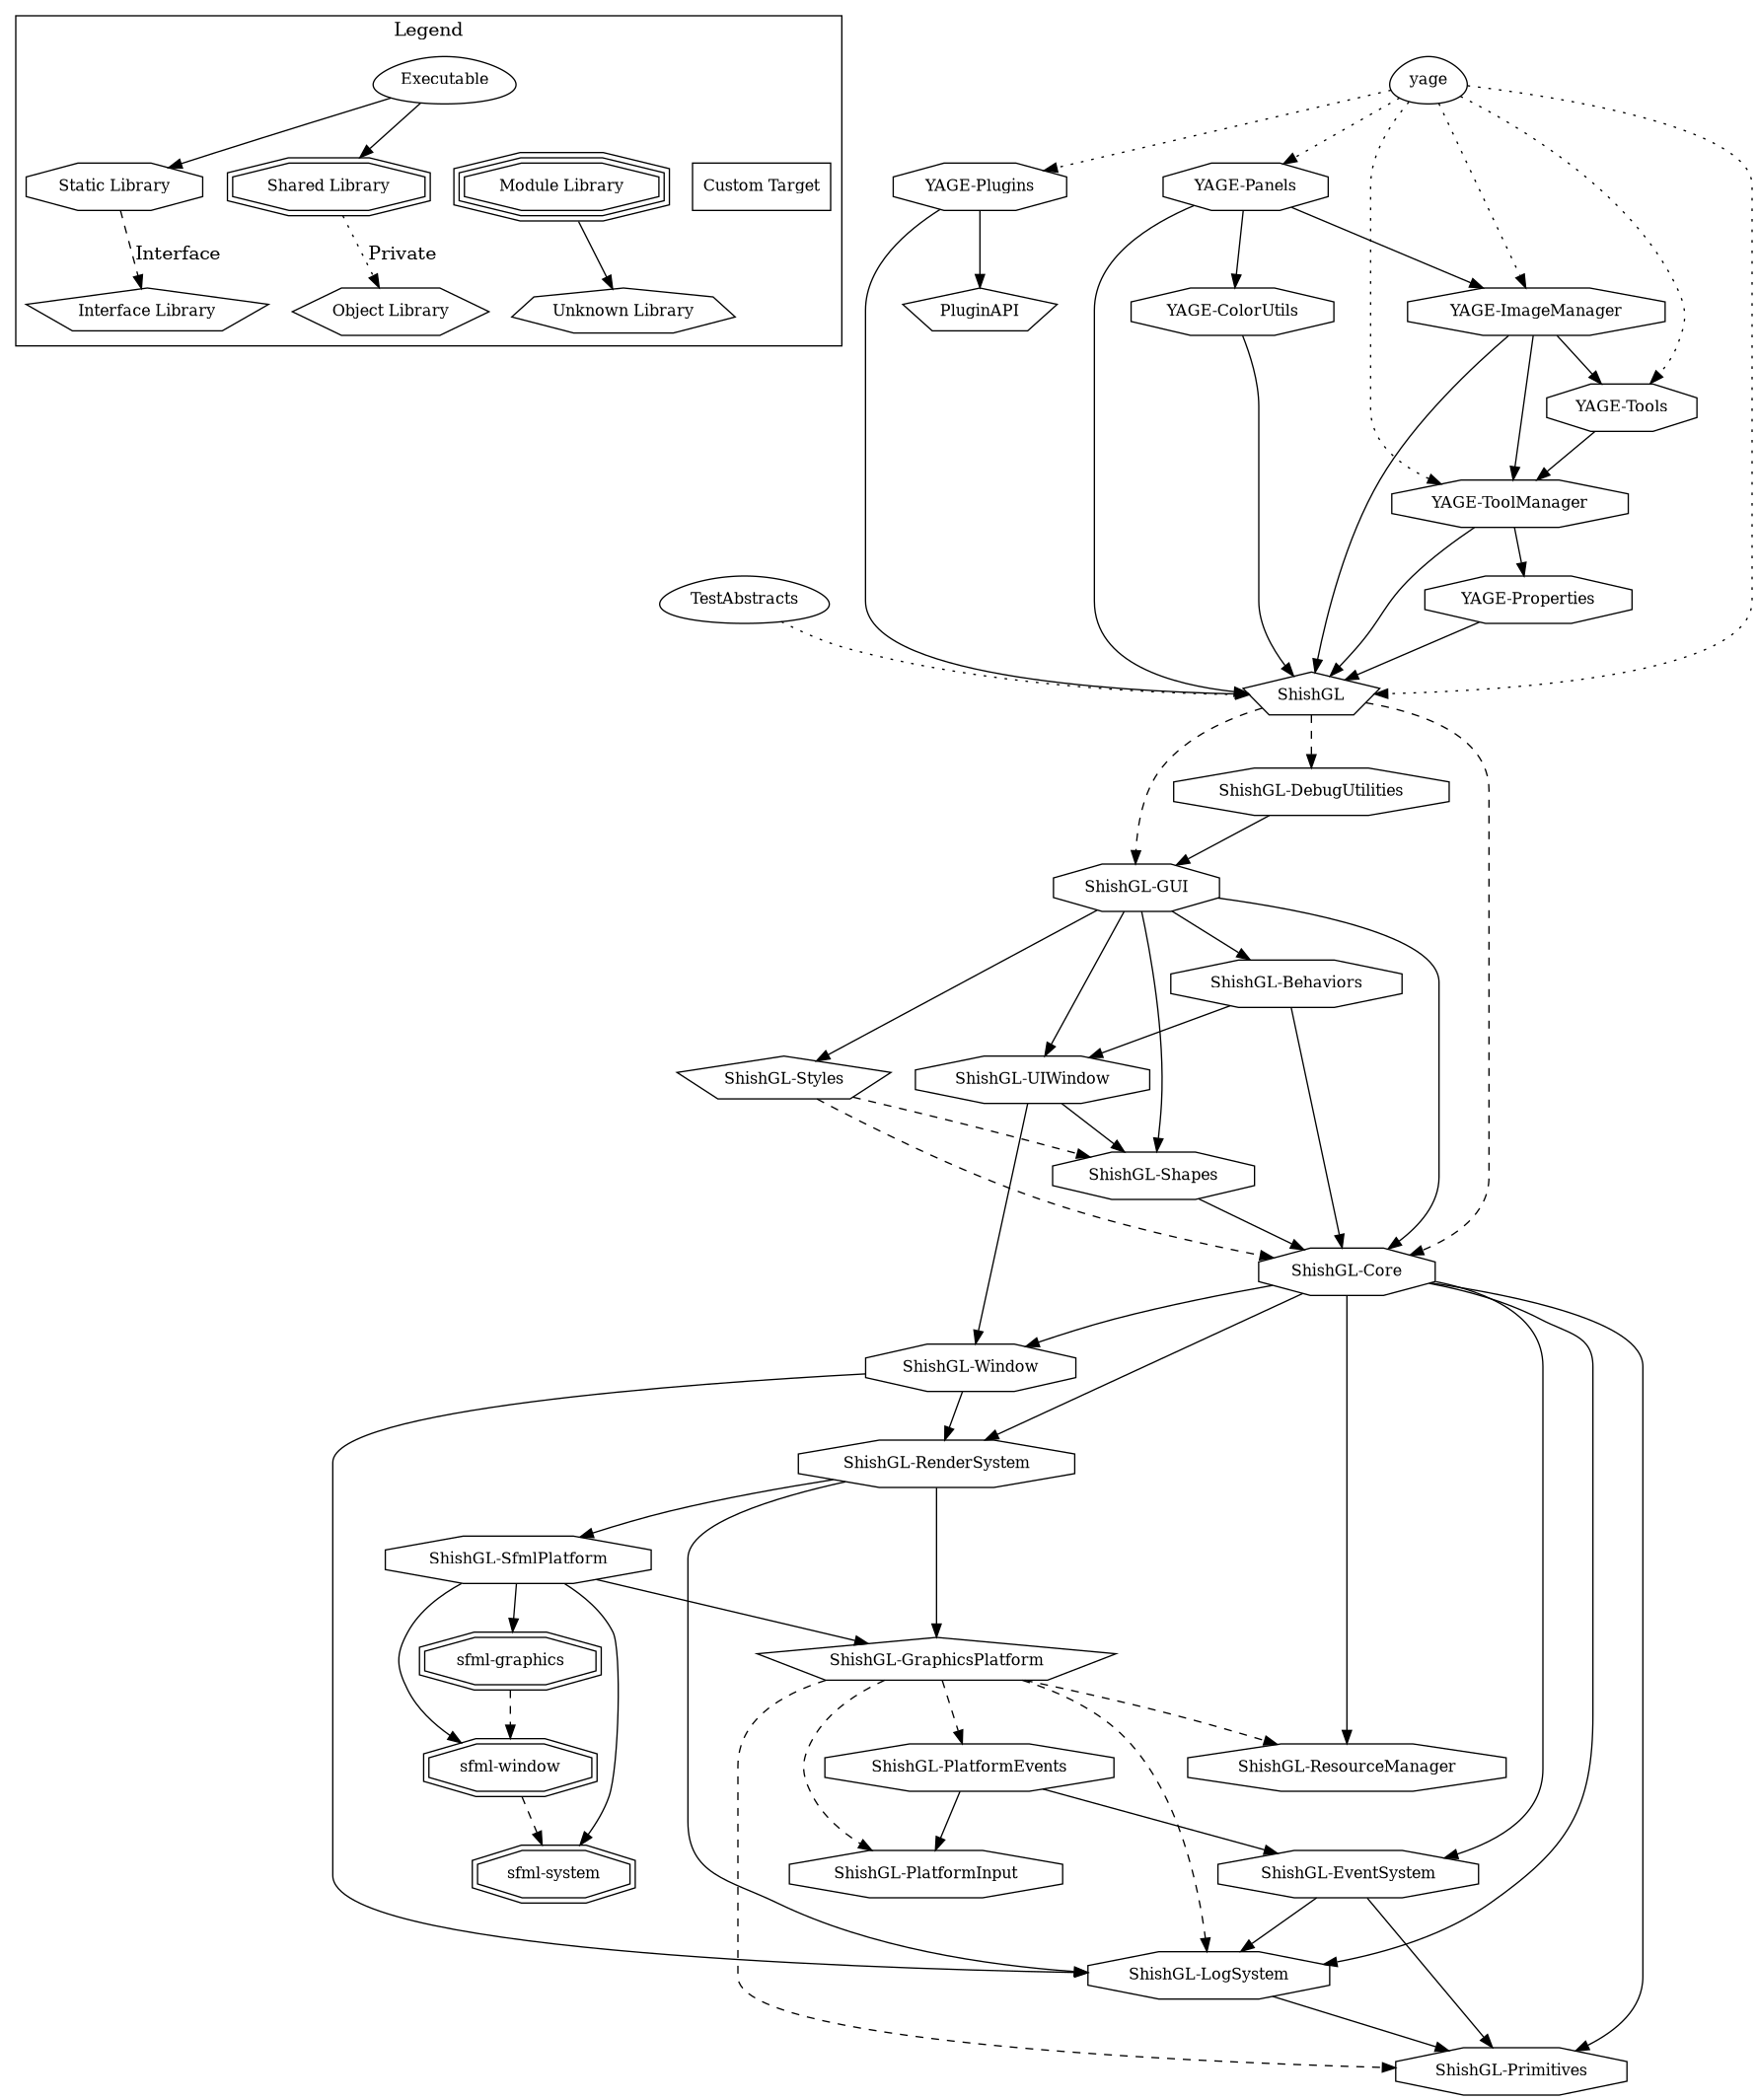 Legend
Executable
yage
Static Library
Shared Library
Module Library
Custom Target
YAGE-Plugins
YAGE-Panels
Interface
Private
Interface Library
Object Library
Unknown Library
PluginAPI
YAGE-ColorUtils
YAGE-ImageManager
YAGE-Tools
YAGE-ToolManager
TestAbstracts
YAGE-Properties
ShishGL
ShishGL-DebugUtilities
ShishGL-GUI
ShishGL-Behaviors
ShishGL-Styles
ShishGL-UIWindow
ShishGL-Shapes
ShishGL-Core
ShishGL-Window
ShishGL-RenderSystem
ShishGL-SfmlPlatform
sfml-graphics
ShishGL-GraphicsPlatform
sfml-window
ShishGL-PlatformEvents
ShishGL-ResourceManager
sfml-system
ShishGL-PlatformInput
ShishGL-EventSystem
ShishGL-LogSystem
ShishGL-Primitives